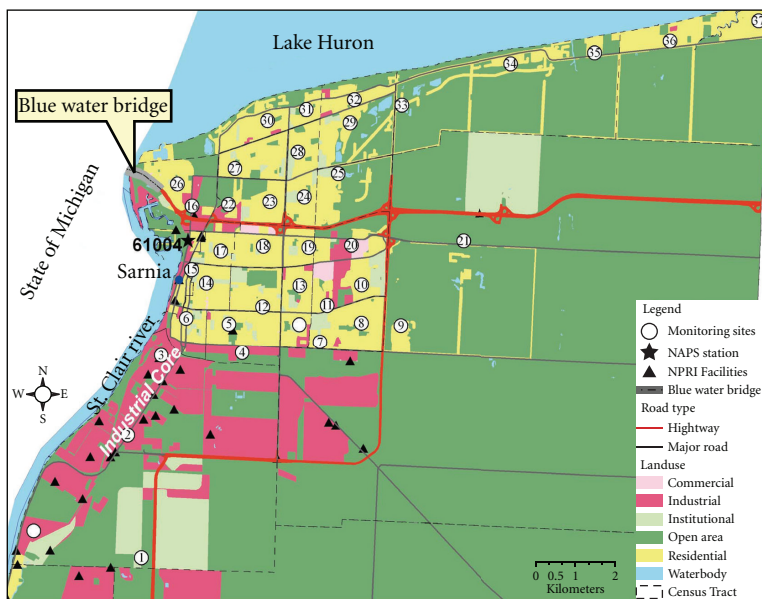 Lake Huron
37
36
35
34
33
32
31
30
29
28
27
25
Blue water bridge
26
24
23
22
16
State of Michigan
61004
21
20
19
18
17
Sarnia
15
14
13
10
12
11
St. Clair river
6
5
8
9
7
3
4
Industrial Core
2
1
N
W E
S
Legend
Monitoring sites
NAPS station
NPRI Facilities
Blue water bridge
Road type
Hightway
Major road
Landuse
Commercial
Industrial
Institutional
Open area
Residential
Waterbody
Census Tract
0 0.5 1 2
Kilometers